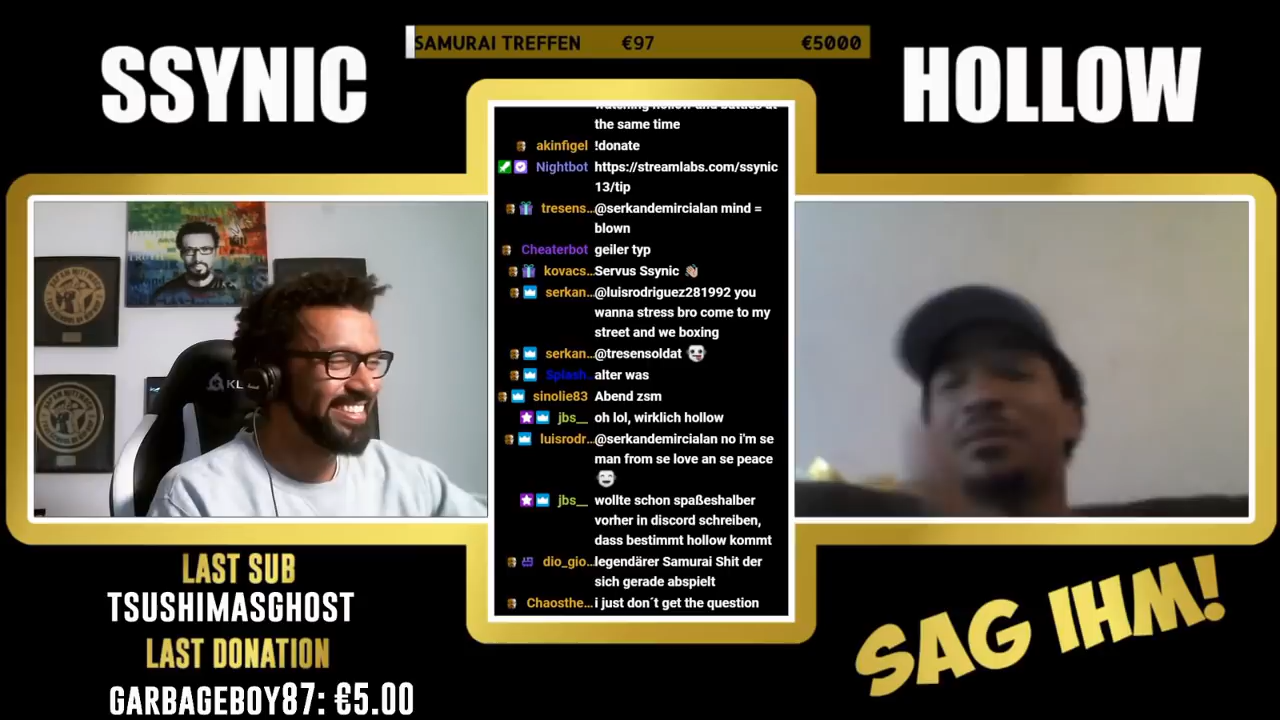 SSYNIC
SAMURAI TREFFEN €97 €5000
HOLLOW
the same time
akinfigel !donate
Nightbot https://streamlabs.com/ssynic
13/tip
tresens.. @serkandemircialan mind =
blown
Cheaterbot geiler typ
kovacs.. Servus Ssynic
serkan.. @luisrodriguez281992 you
wanna stress bro come to my
street and we boxing
serkan.. @tresensoldat
Splash.. alter was
sinolie83 Abend zsm
jbs__ oh lol, wirklich hollow
luisrodr.. @serkandemircialan no i'm se
man from se love an se peace
jbs__ wollte schon spaßeshalber
vorher in discord schreiben,
dass bestimmt hollow kommt
dio_gio.. legendärer Samurai Shit der
sich gerade abspielt
Chaosthe... i just don´t get the question
LAST SUB
TSUSHIMASGHOST
LAST DONATION
GARBAGEBOY87: €5.00
SAG IHM!